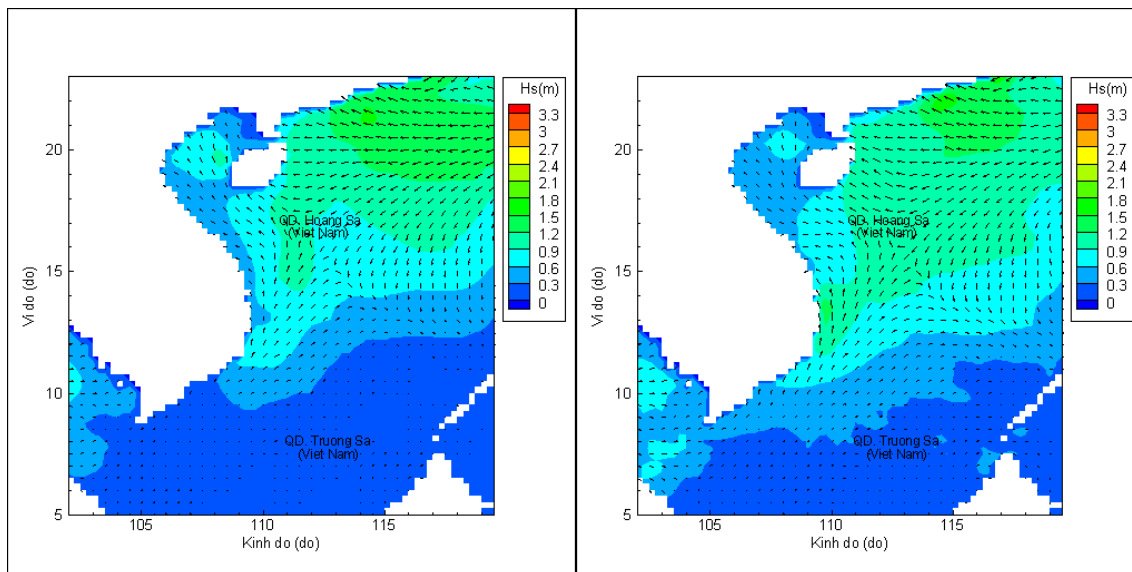 Hs(m)
3.3
3
2.7
2.4
2.1
1.8
1.5
1.2
0.9
0.6
0.3
0
20
15
10
5
Vi do (do)
105
110
115
Kinh do (do)
QD. Hoang Sa
(Viet Nam)
QD. Truong Sa
(Viet Nam)
Hs(m)
3.3
3
2.7
2.4
2.1
1.8
1.5
1.2
0.9
0.6
0.3
0
20
15
10
5
Vi do (do)
105
110
115
Kinh do (do)
QD. Hoang Sa
(Viet Nam)
QD. Truong Sa
(Viet Nam)